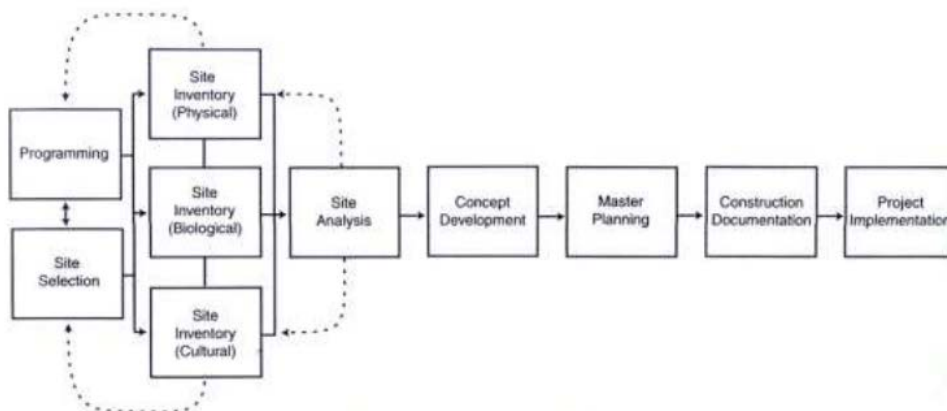 Programming
Site
Selection
Site
Inventory
(Physical)
Site
Inventory
(Biological)
Site
Inventory
(Cultural)
Site
Analysis
Concept
Development
Master
Planning
Construction
Documentation
Project
Implementation